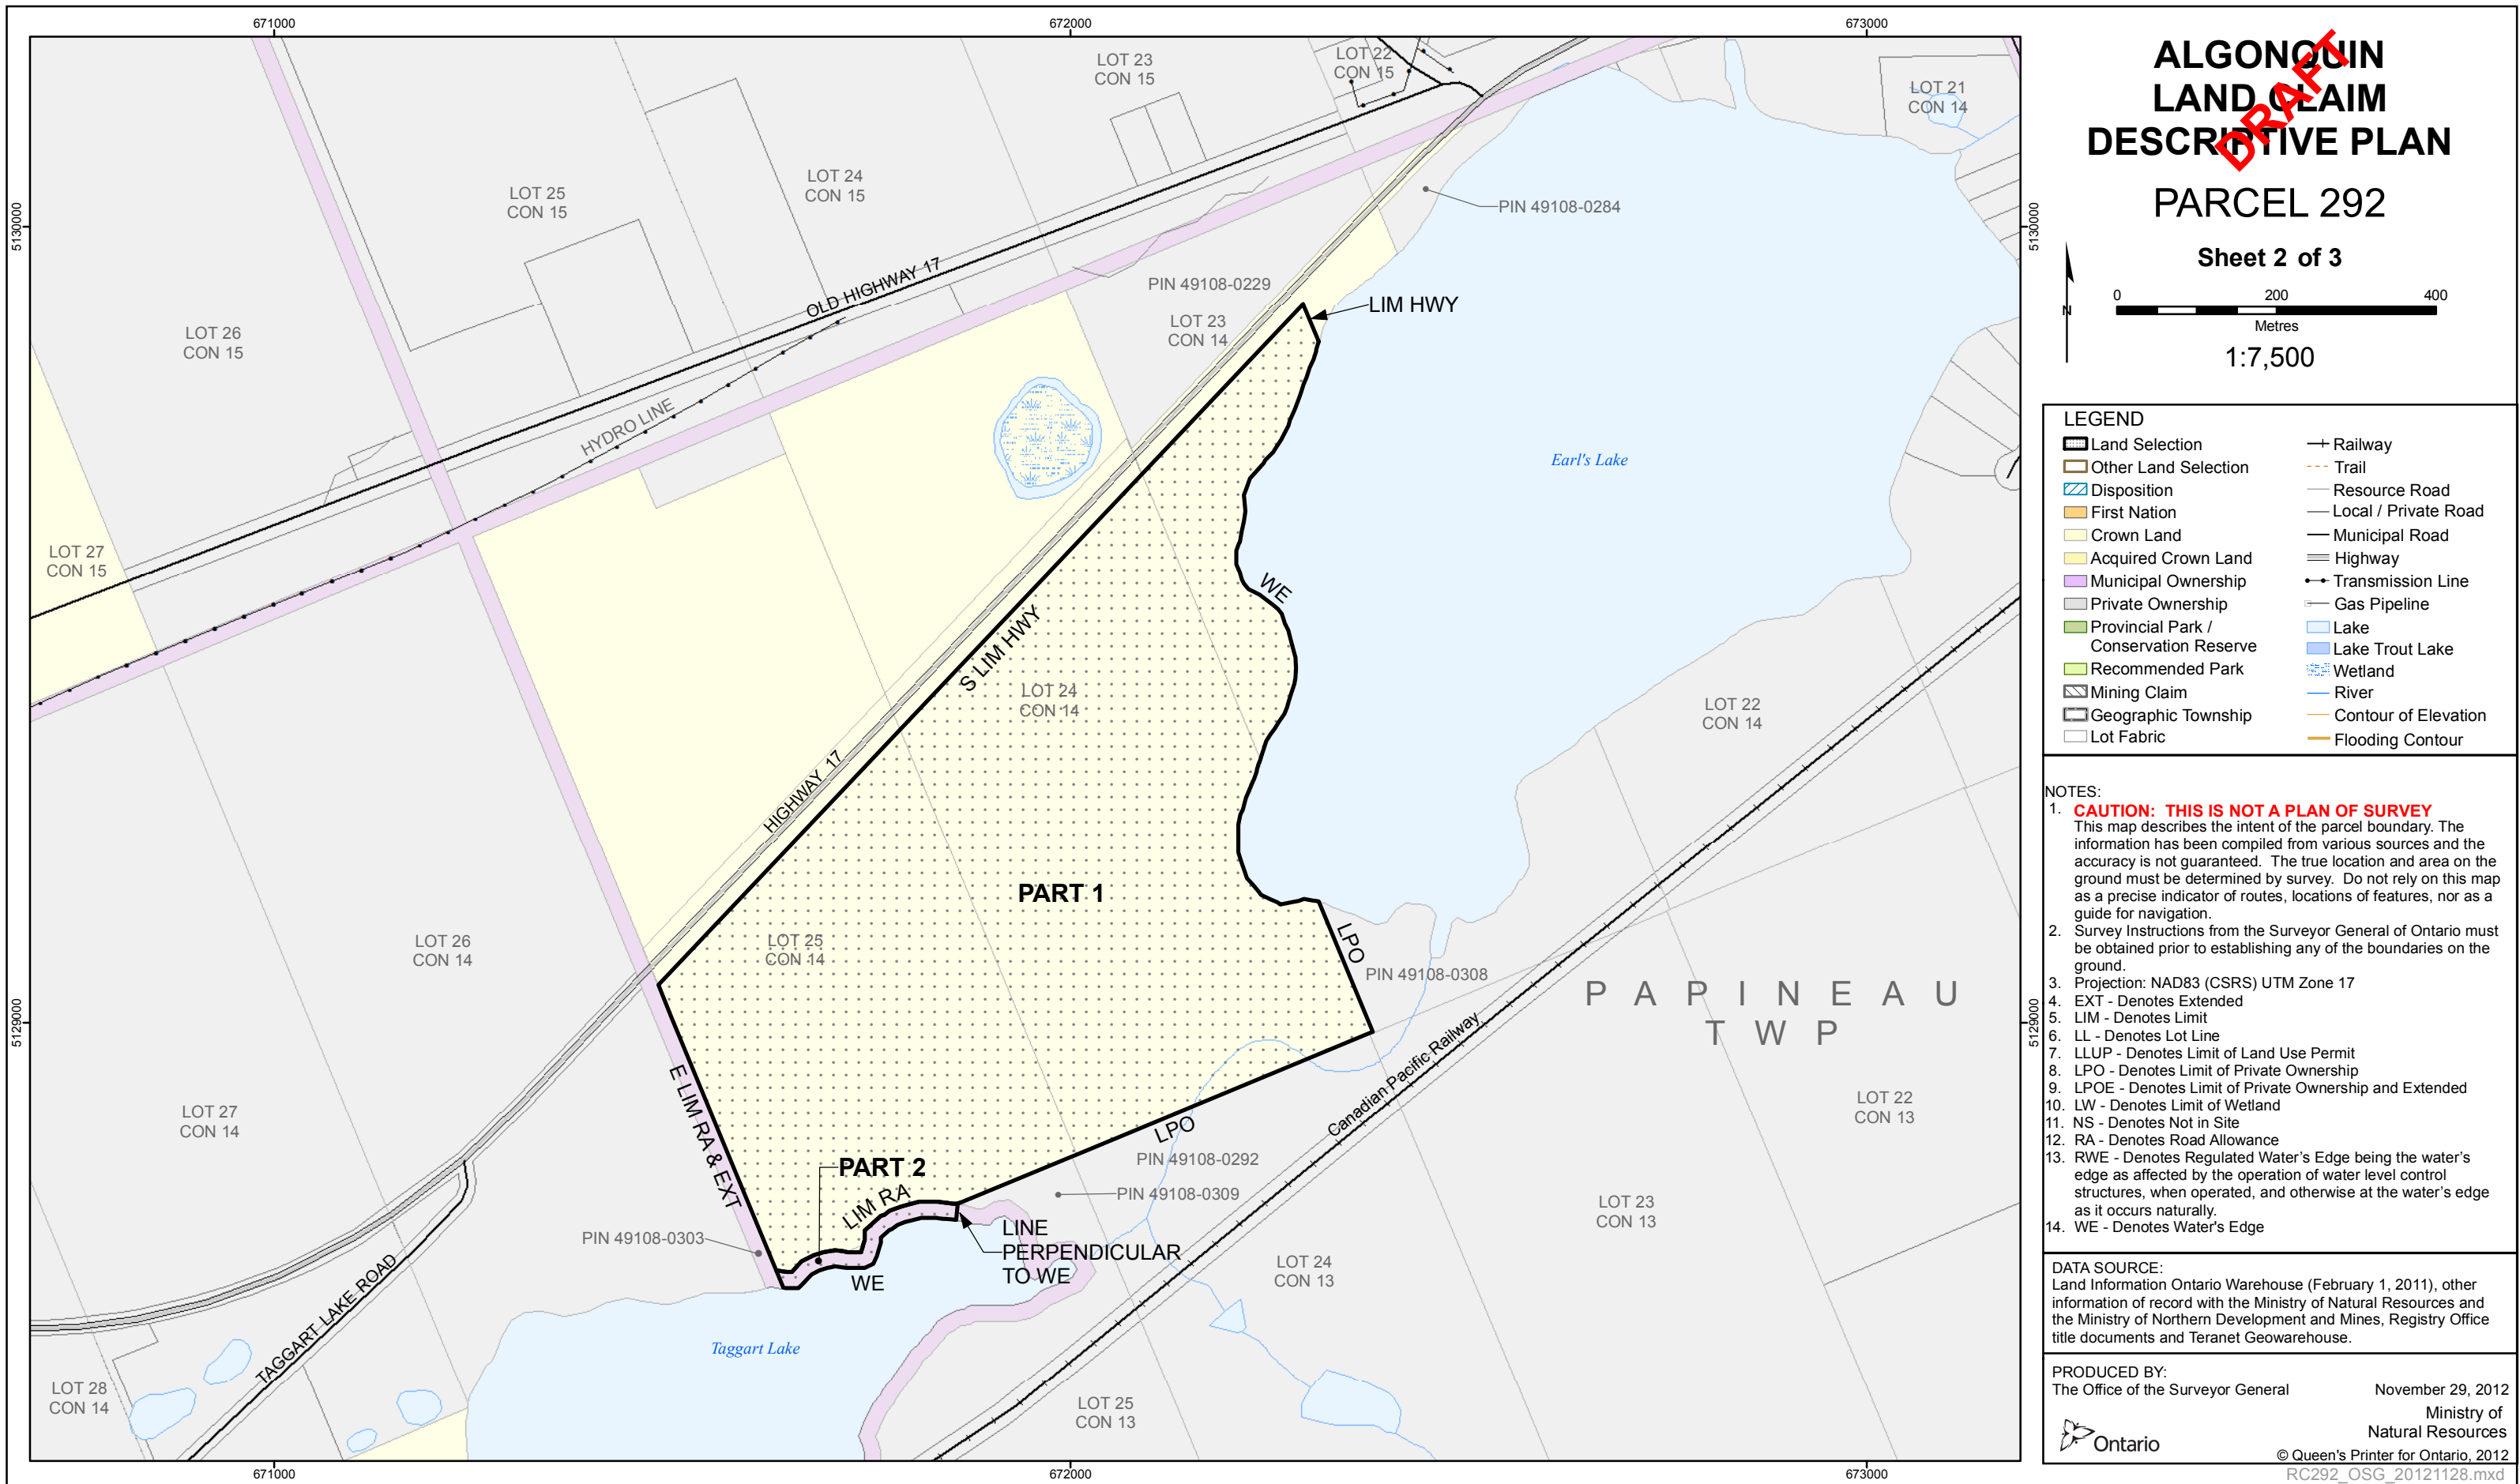 671000
672000
673000
5130000
5129000
5130000
5129000
671000
672000
673000
LOT 23
CON 15
LOT 22
CON 15
LOT 21
CON 14
LOT 24
CON 15
LOT 25
CON 15
PIN 49108-0284
OLD HIGHWAY 17
PIN 49108-0229
LIM HWY
LOT 23
CON 14
LOT 26
CON 15
HYDRO LINE
Earl's Lake
LOT 27
CON 15
WE
S LIM HWY
LOT 24
CON 14
LOT 22
CON 14
HIGHWAY 17
PART 1
LOT 26
CON 14
LOT 25
CON 14
LPO
PIN 49108-0308
PAPINEAU
TWP
Canadian Pacific Railway
LOT 27
CON 14
E LIM RA & EXT
LPO
LOT 22
CON 13
PART 2
PIN 49108-0292
LIM RA
PIN 49108-0309
LOT 23
CON 13
PIN 49108-0303
LINE
PERPENDICULAR
TO WE
WE
LOT 24
CON 13
TAGGART LAKE ROAD
Taggart Lake
LOT 28
CON 14
LOT 25
CON 13
ALGONQUIN
LAND CLAIM
DESCRIPTIVE PLAN
DRAFT
PARCEL 292
Sheet 2 of 3
N
0 200 400
Metres
1:7,500
LEGEND
Land Selection
Other Land Selection
Disposition
First Nation
Crown Land
Acquired Crown Land
Municipal Ownership
Private Ownership
Provincial Park /
Conservation Reserve
Recommended Park
Mining Claim
Geographic Township
Lot Fabric
Railway
Trail
Resource Road
Local / Private Road
Municipal Road
Highway
Transmission Line
Gas Pipeline
Lake
Lake Trout Lake
Wetland
River
Contour of Elevation
Flooding Contour
NOTES:
1. CAUTION: THIS IS NOT A PLAN OF SURVEY
This map describes the intent of the parcel boundary. The
information has been compiled from various sources and the
accuracy is not guaranteed. The true location and area on the
ground must be determined by survey. Do not rely on this map
as a precise indicator of routes, locations of features, nor as a
guide for navigation.
2. Survey Instructions from the Surveyor General of Ontario must
be obtained prior to establishing any of the boundaries on the
ground.
3. Projection: NAD83 (CSRS) UTM Zone 17
4. EXT - Denotes Extended
5. LIM - Denotes Limit
6. LL - Denotes Lot Line
7. LLUP - Denotes Limit of Land Use Permit
8. LPO - Denotes Limit of Private Ownership
9. LPOE - Denotes Limit of Private Ownership and Extended
10. LW - Denotes Limit of Wetland
11. NS - Denotes Not in Site
12. RA - Denotes Road Allowance
13. RWE - Denotes Regulated Water's Edge being the water's
edge as affected by the operation of water level control
structures, when operated, and otherwise at the water's edge
as it occurs naturally.
14. WE - Denotes Water's Edge
DATA SOURCE:
Land Information Ontario Warehouse (February 1, 2011), other
information of record with the Ministry of Natural Resources and
the Ministry of Northern Development and Mines, Registry Office
title documents and Teranet Geowarehouse.
PRODUCED BY:
The Office of the Surveyor General November 29, 2012
Ministry of
Natural Resources
Ontario
© Queen's Printer for Ontario, 2012
RC292_OSG_20121128.mxd